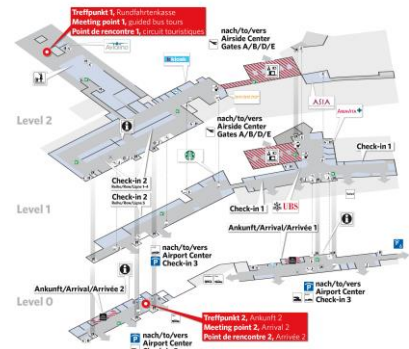 Treffpunkt 1, Rundfahrtenkasse
Meeting point 1, guided bus tours
Point de rencontre 1, circuit touristiques
nach/to/vers
Airside Center
Gates A/B/D/E
kiosk
Level 2
ASIA
nach/to/vers
Airside Center
Gates A/B/D/E
Check-in 2
Check-in 1
Check-in 2
Level 1
Check-in 1
UBS
nach/to/vers
Airport Center
Check-in 3
Ankunft/Arrival/Arrivée 1
Ankunft/Arrival/Arrivée 2
Level 0
nach/to/vers
Airport Center
Check-in 3
Treffpunkt 2, Ankunft 2
Meeting point 2, Arrival 2
Point de rencontre 2, Arrivée 2
nach/to/vers
Airport Center